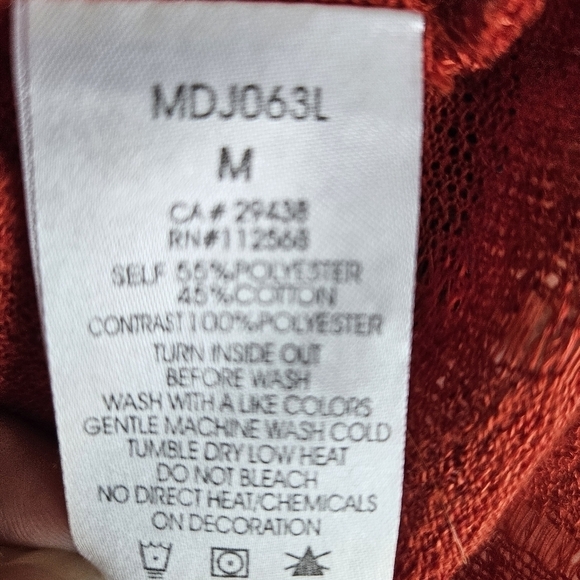 MDJ063L
M
CA# 29438
RN#112568
SELF 55%POLYESTER
45%COTTON
CONTRAST 100%POLYESTER
TURN INSIDE OUT
BEFORE WASH
WASH WITH A LIKE COLORS
GENTLE MACHINE WASH COLD
TUMBLE DRY LOW HEAT
DO NOT BLEACH
NO DIRECT HEAT/CHEMICALS
ON DECORATION